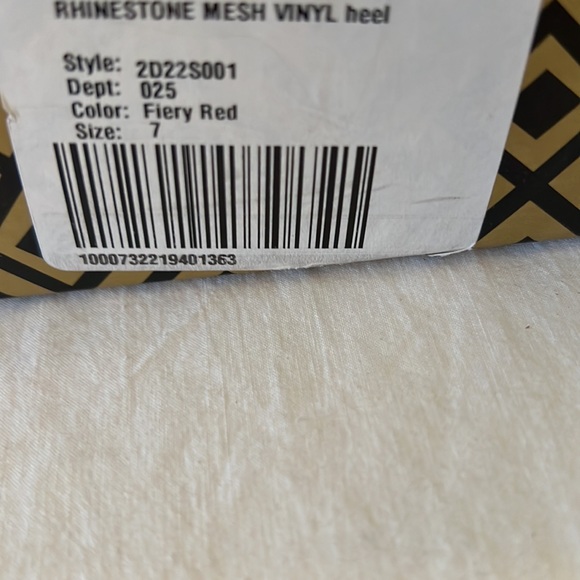 RHINESTONE MESH VINYL heel
Style: 2D22S001
Dept: 025
Color: Fiery Red
Size: 7
1000732219401363